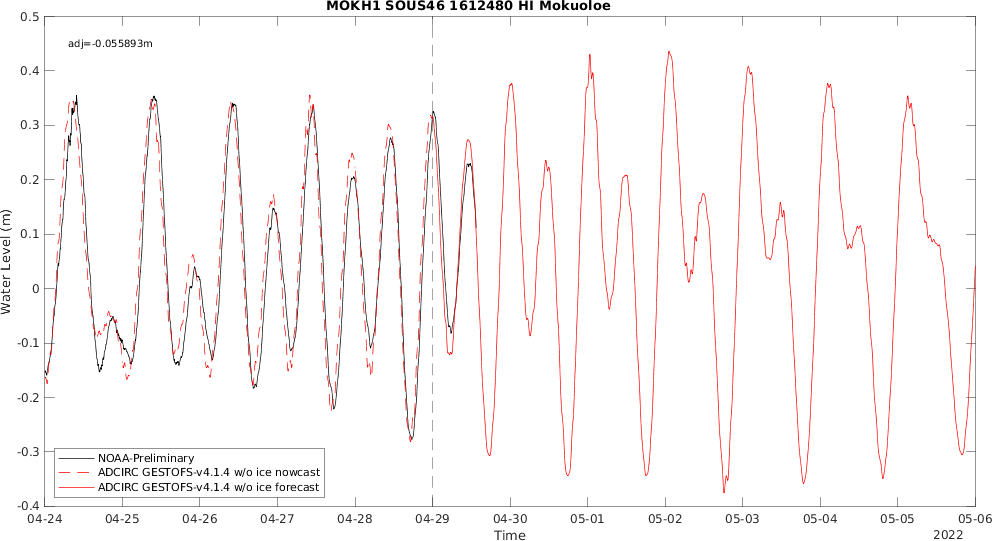 MOKH1 SOUS46 1612480 HI Mokuoloe
adj=-0.055893m
Water Level (m)
0.5
0.4
0.3
0.2
0.1
0
-0.1
-0.2
-0.3
-0.4
NOAA-Preliminary
ADCIRC GESTOFS-v4.1.4 w/o ice nowcast
ADCIRC GESTOFS-v4.1.4 w/o ice forecast
04-24 04-25 04-26 04-27 04-28 04-29 04-30 05-01 05-02 05-03 05-04 05-05 05-06
Time
2022